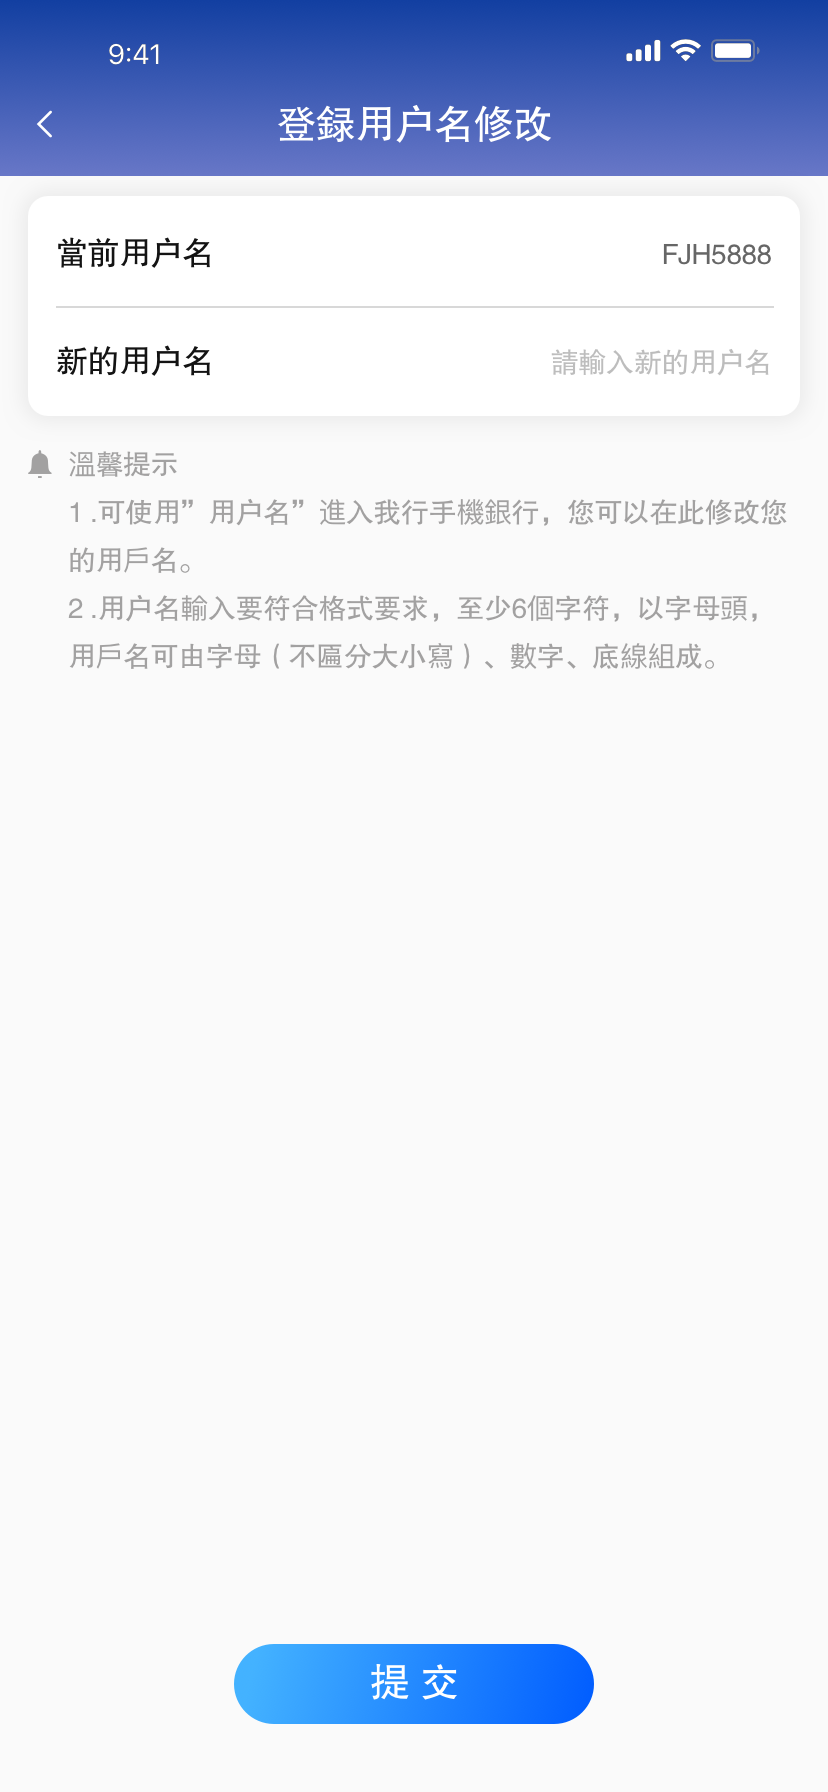 9:41
登録用户名修改
當前用户名
FJH5888
新的用户名
請輸入新的用户名
溫馨提示
1 .可使用”用户名”進入我行手機銀行，您可以在此修改您
的用戶名。
2 .用户名輸入要符合格式要求，至少6個字符，以字母頭，
用戶名可由字母（不匾分大小寫）、數字、底線組成。
提 交